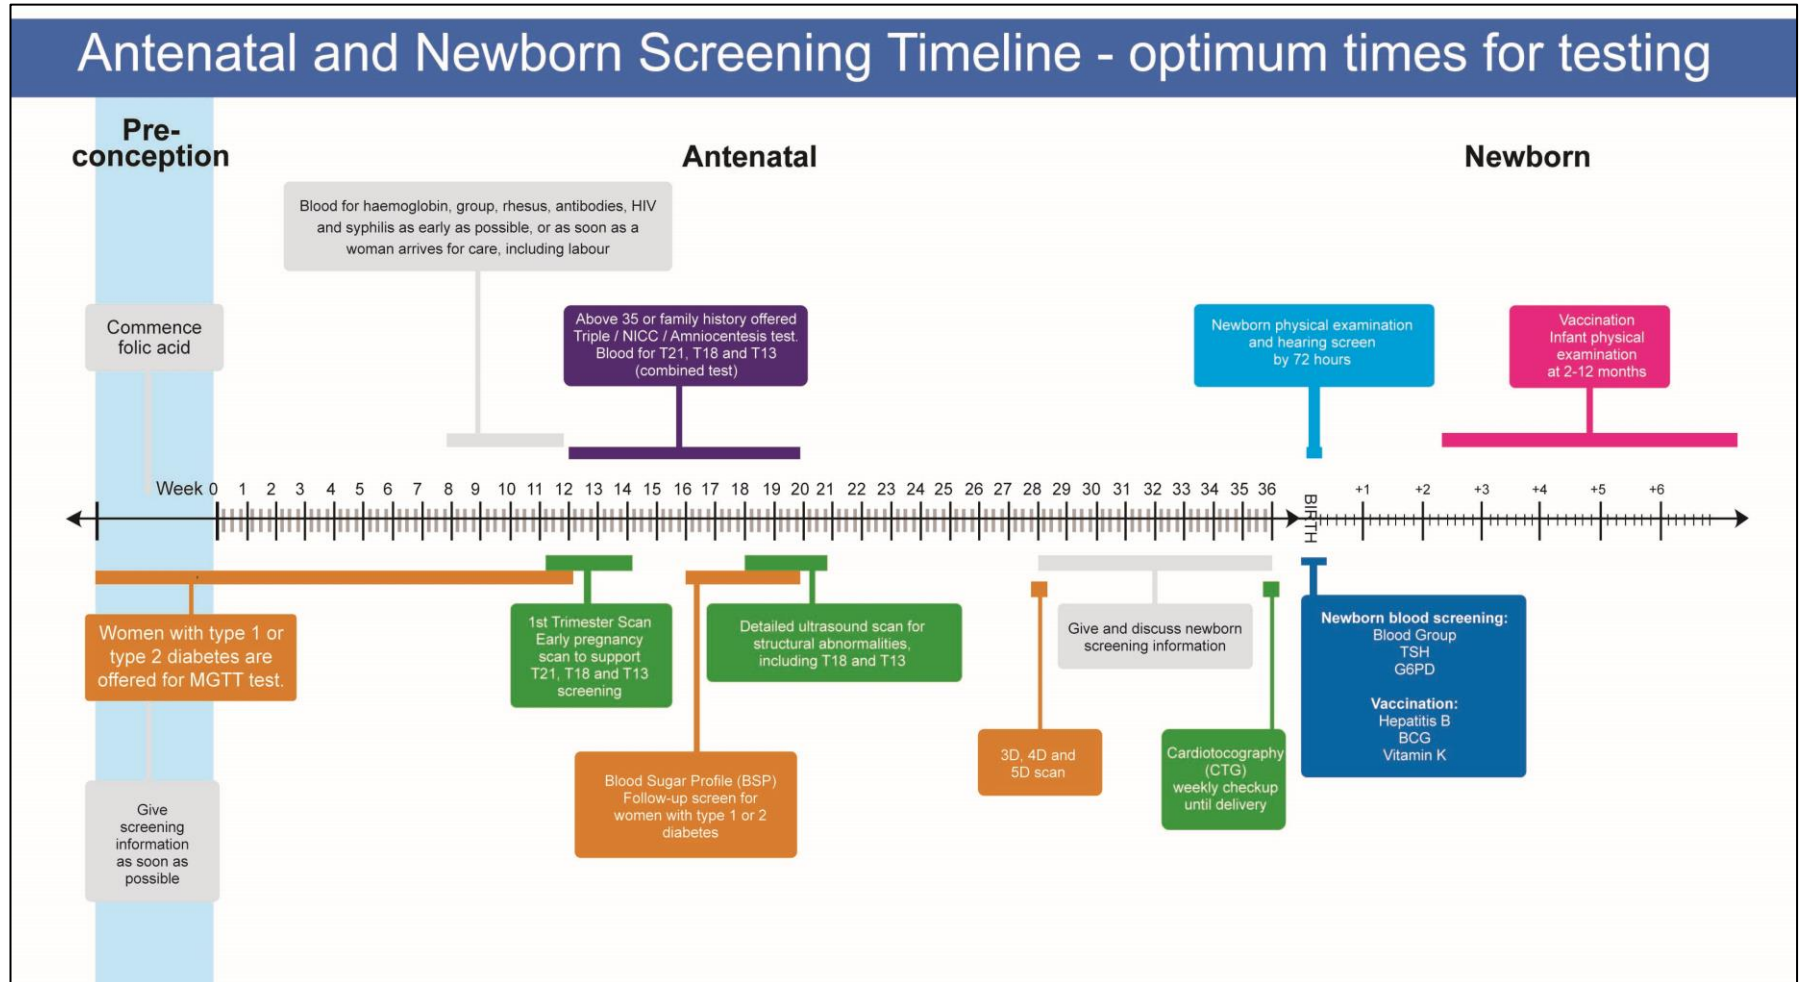 Antenatal and Newborn Screening Timeline - optimum times for testing
Pre-
conception
Antenatal
Newborn
Blood for haemoglobin, group, rhesus, antibodies, HIV
and syphilis as early as possible, or as soon as a
woman arrives for care, including labour
Commence
folic acid
Above 35 or family history offered
Triple / NICC / Amniocentesis test.
Blood for T21, T18 and T13
(combined test)
Newborn physical examination
and hearing screen
by 72 hours
Vaccination
Infant physical
examination
at 2-12 months
Week 0 1 2 3 4 5 6 7 8 9 10 11 12 13 14 15 16 17 18 19 20 21 22 23 24 25 26 27 28 29 30 31 32 33 34 35 36 BIRTH +1 +2 +3 +4 +5 +6
Women with type 1 or
type 2 diabetes are
offered for MGTT test.
1st Trimester Scan
Early pregnancy
scan to support
T21, T18 and T13
screening
Detailed ultrasound scan for
structural abnormalities,
including T18 and T13
Give and discuss newborn
screening information
Newborn blood screening:
Blood Group
TSH
G6PD
Vaccination:
Hepatitis B
BCG
Vitamin K
Give
screening
information
as soon as
possible
Blood Sugar Profile (BSP)
Follow-up screen for
women with type 1 or 2
diabetes
3D, 4D and
5D scan
Cardiotocography
(CTG)
weekly checkup
until delivery